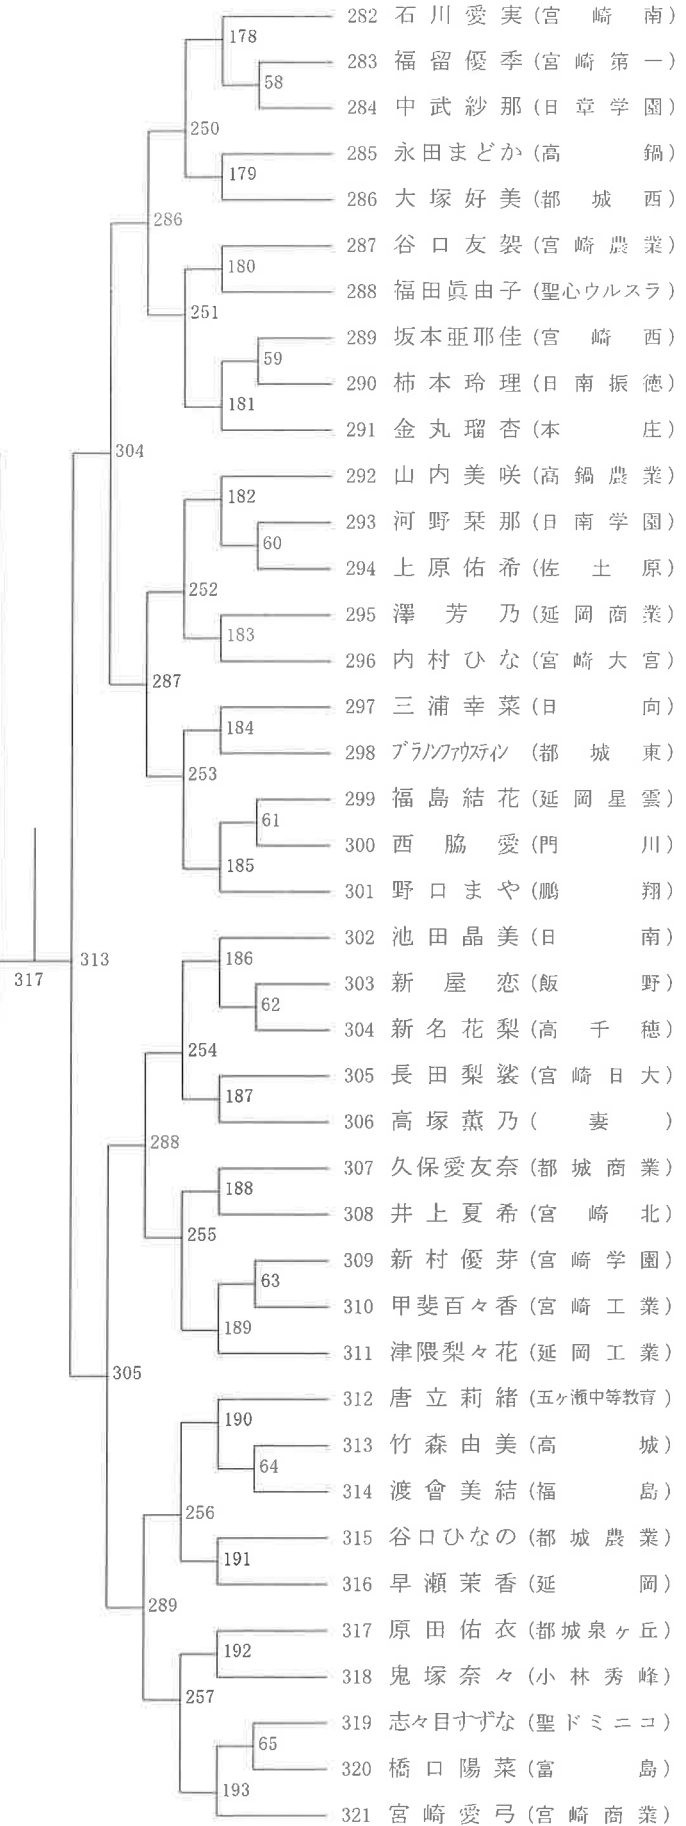 282 石川愛実 (宮崎南)
178
283 福留優季 (宮崎第一)
58
284 中武紗那 (日章学園)
250
285 永田まどか (高鍋)
179
286 大塚好美 (都城西)
286
287 谷口友袈 (宮崎農業)
180
288 福田眞由子 (聖心ウルスラ)
251
289 坂本亜耶佳 (宮崎西)
59
290 柿本玲理 (日南振徳)
181
291 金丸瑠杏 (本庄)
304
292 山内美咲 (高鍋農業)
182
293 河野栞那 (日南学園)
60
294 上原佑希 (佐土原)
252
295 澤芳乃 (延岡商業)
183
296 内村ひな (宮崎大宮)
287
297 三浦幸菜 (日向)
184
298 ブラノンファウスティン (都城東)
253
299 福島結花 (延岡星雲)
61
300 西脇愛 (門川)
185
301 野口まや (鵬翔)
302 池田晶美 (日南)
186
313
317
303 新屋恋 (飯野)
62
304 新名花梨 (高千穂)
254
305 長田梨裟 (宮崎日大)
187
306 高塚薫乃 (妻)
288
307 久保愛友奈 (都城商業)
188
308 井上夏希 (宮崎北)
255
309 新村優芽 (宮崎学園)
63
310 甲斐百々香 (宮崎工業)
189
311 津隈梨々花 (延岡工業)
305
312 唐立莉緒 (五ヶ瀬中等教育)
190
313 竹森由美 (高城)
64
314 渡會美結 (福島)
256
315 谷口ひなの (都城農業)
191
316 早瀬茉香 (延岡)
289
317 原田佑衣 (都城泉ヶ丘)
192
318 鬼塚奈々 (小林秀峰)
257
319 志々目すずな (聖ドミニコ)
65
320 橋口陽菜 (富島)
193
321 宮崎愛弓 (宮崎商業)